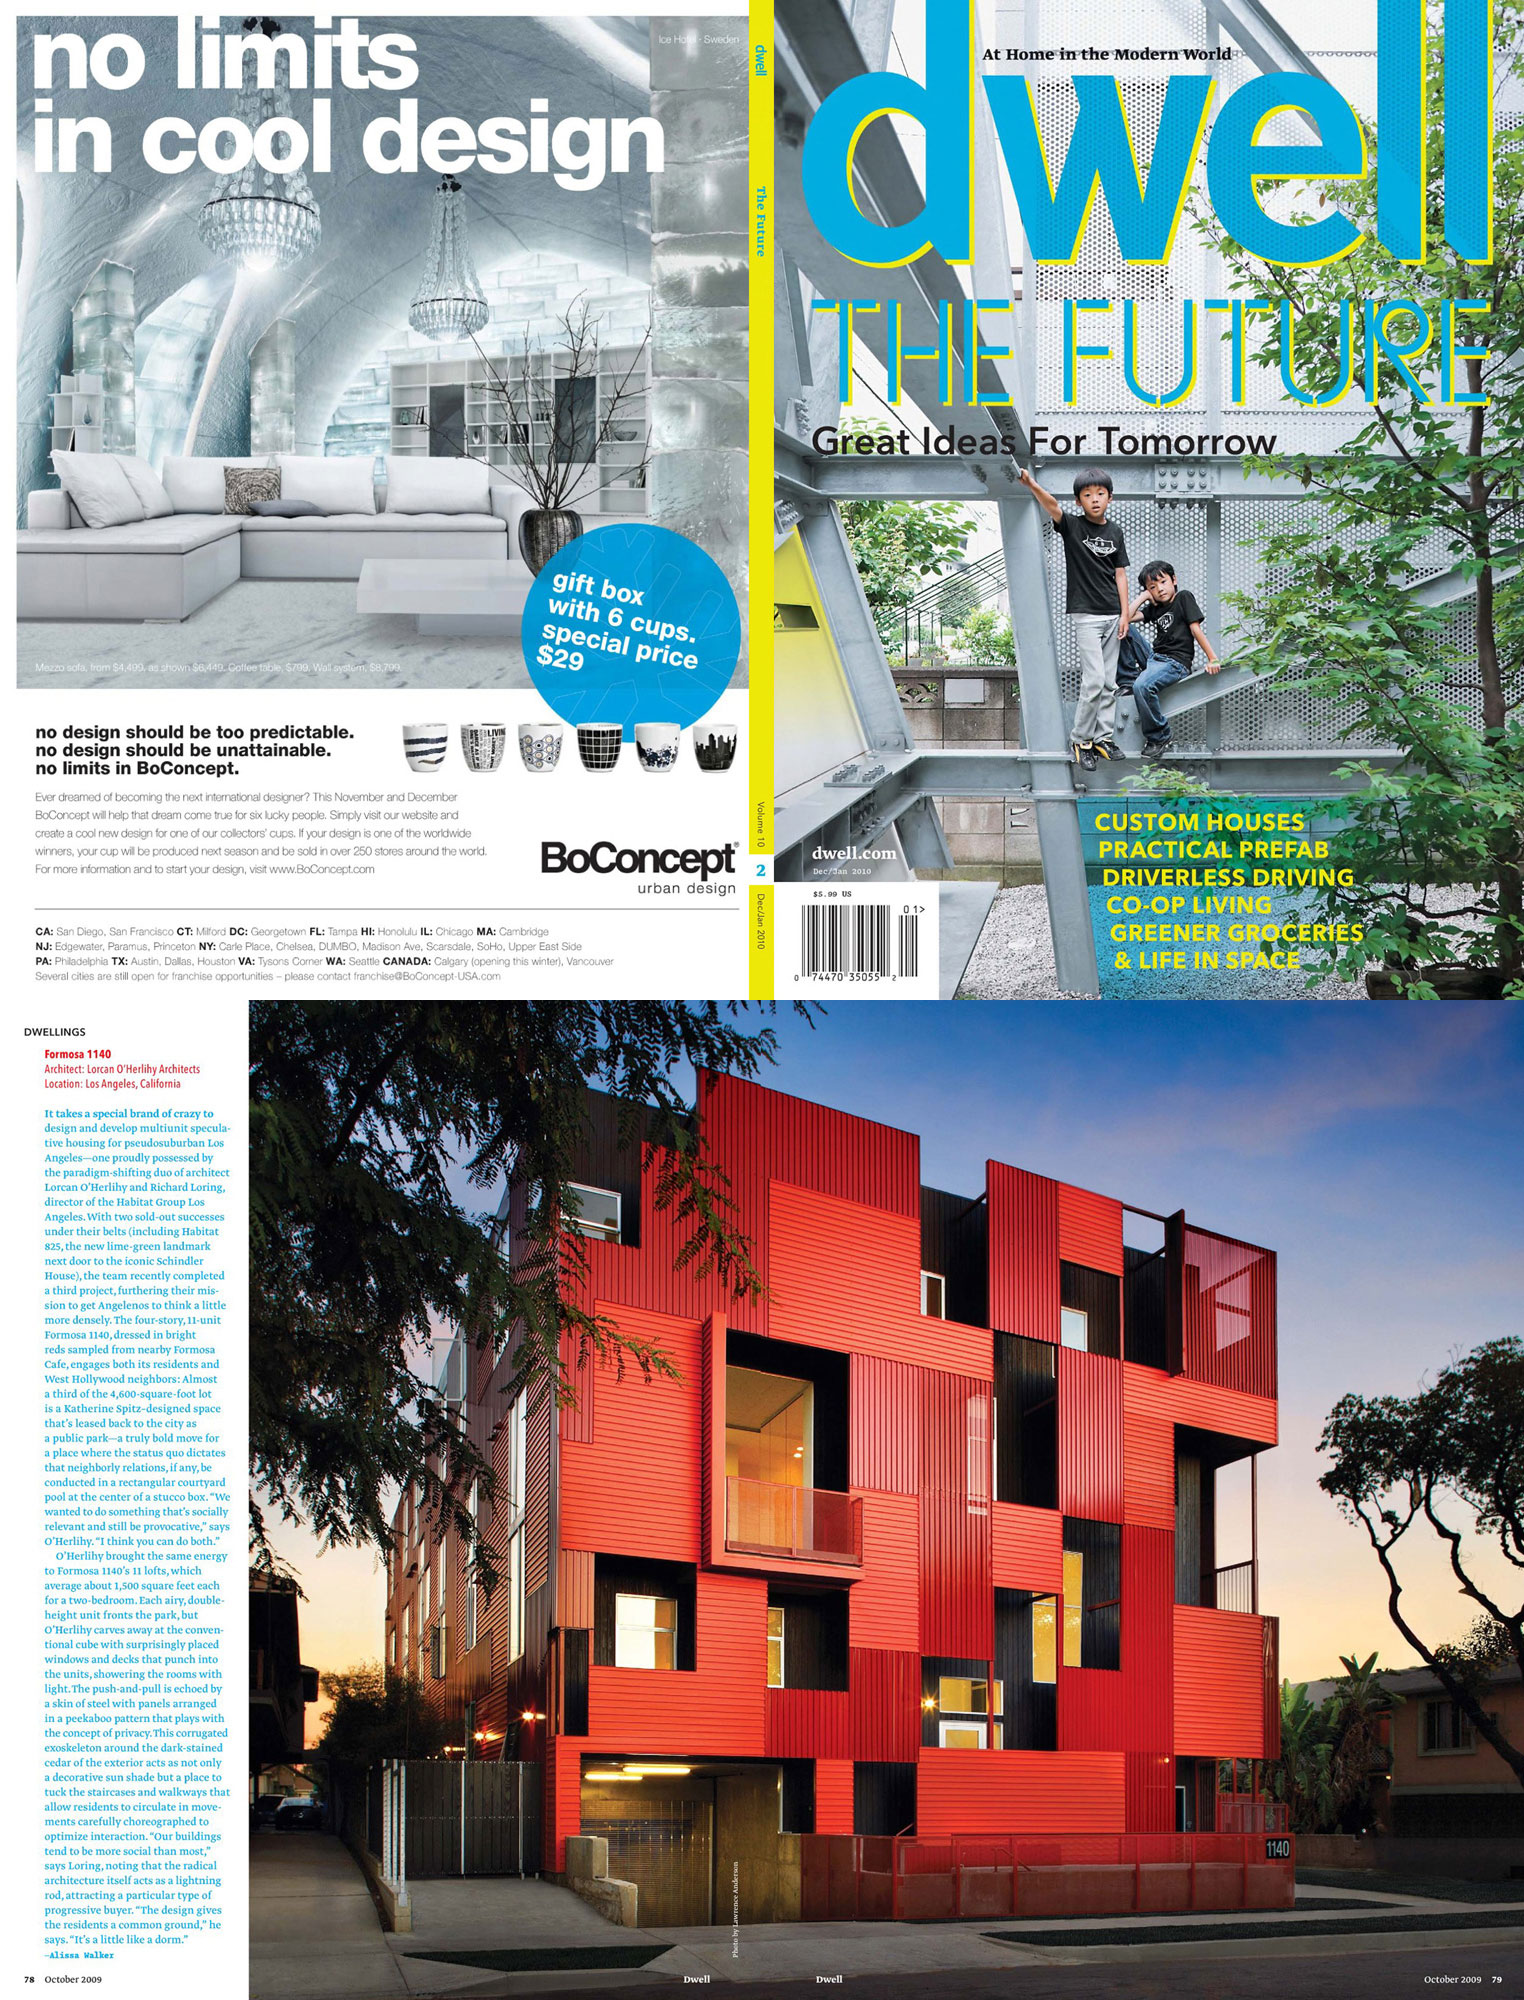 no limits
in cool design
Ice Hotel - Sweden
gift box
with 6 cups.
special price
$29
Mezzo sofa, from $4,499, as shown $6,449. Coffee table, $799. Wall system, $8,799.
no design should be too predictable.
no design should be unattainable.
no limits in BoConcept.
Ever dreamed of becoming the next international designer? This November and December
BoConcept will help that dream come true for six lucky people. Simply visit our website and
create a cool new design for one of our collectors' cups. If your design is one of the worldwide
winners, your cup will be produced next season and be sold in over 250 stores around the world.
For more information and to start your design, visit www.BoConcept.com
BoConcept®
urban design
CA: San Diego, San Francisco CT: Milford DC: Georgetown FL: Tampa HI: Honolulu IL: Chicago MA: Cambridge
NJ: Edgewater, Paramus, Princeton NY: Carle Place, Chelsea, DUMBO, Madison Ave, Scarsdale, SoHo, Upper East Side
PA: Philadelphia TX: Austin, Dallas, Houston VA: Tysons Corner WA: Seattle CANADA: Calgary (opening this winter), Vancouver
Several cities are still open for franchise opportunities – please contact franchise@BoConcept-USA.com
dwell
The Future
Volume 10
2
Dec/Jan 2010
At Home in the Modern World
dwell
THE FUTURE
Great Ideas For Tomorrow
CUSTOM HOUSES
PRACTICAL PREFAB
DRIVERLESS DRIVING
CO-OP LIVING
GREENER GROCERIES
& LIFE IN SPACE
dwell.com
Dec/Jan 2010
$5.99 US
01>
0 74470 35055 2
DWELLINGS
Formosa 1140
Architect: Lorcan O'Herlihy Architects
Location: Los Angeles, California
It takes a special brand of crazy to
design and develop multiunit specula-
tive housing for pseudosuburban Los
Angeles—one proudly possessed by
the paradigm-shifting duo of architect
Lorcan O'Herlihy and Richard Loring,
director of the Habitat Group Los
Angeles. With two sold-out successes
under their belts (including Habitat
825, the new lime-green landmark
next door to the iconic Schindler
House), the team recently completed
a third project, furthering their mis-
sion to get Angelenos to think a little
more densely. The four-story, 11-unit
Formosa 1140, dressed in bright
reds sampled from nearby Formosa
Cafe, engages both its residents and
West Hollywood neighbors: Almost
a third of the 4,600-square-foot lot
is a Katherine Spitz–designed space
that's leased back to the city as
a public park—a truly bold move for
a place where the status quo dictates
that neighborly relations, if any, be
conducted in a rectangular courtyard
pool at the center of a stucco box. "We
wanted to do something that's socially
relevant and still be provocative," says
O'Herlihy. "I think you can do both."
O'Herlihy brought the same energy
to Formosa 1140's 11 lofts, which
average about 1,500 square feet each
for a two-bedroom. Each airy, double-
height unit fronts the park, but
O'Herlihy carves away at the conven-
tional cube with surprisingly placed
windows and decks that punch into
the units, showering the rooms with
light. The push-and-pull is echoed by
a skin of steel with panels arranged
in a peekaboo pattern that plays with
the concept of privacy. This corrugated
exoskeleton around the dark-stained
cedar of the exterior acts as not only
a decorative sun shade but a place to
tuck the staircases and walkways that
allow residents to circulate in move-
ments carefully choreographed to
optimize interaction. "Our buildings
tend to be more social than most,"
says Loring, noting that the radical
architecture itself acts as a lightning
rod, attracting a particular type of
progressive buyer. "The design gives
the residents a common ground," he
says. "It's a little like a dorm."
—Alissa Walker
78 October 2009
Photo by Lawrence Anderson
1140
Dwell
Dwell
October 2009 79